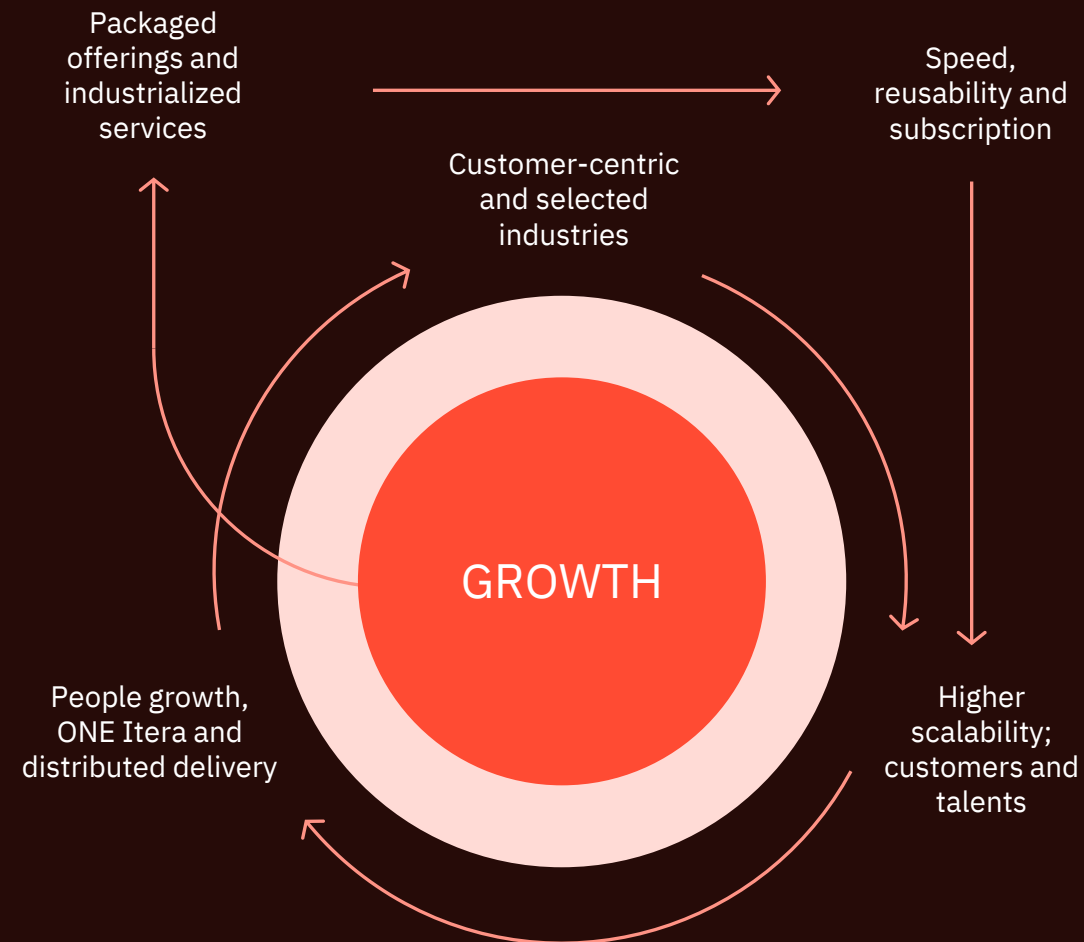 Packaged
offerings and
industrialized
services
Speed,
reusability and
subscription
Customer-centric
and selected
industries
GROWTH
People growth,
ONE Itera and
distributed delivery
Higher
scalability;
customers and
talents